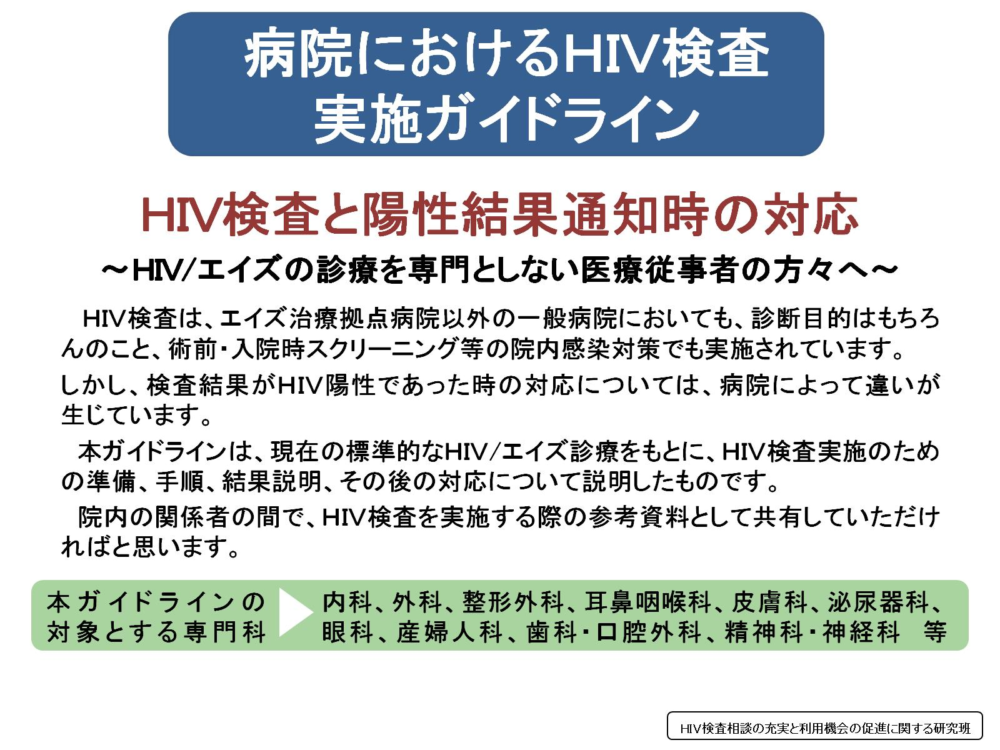 病院におけるHIV検査
実施ガイドライン
HIV検査と陽性結果通知時の対応
～HIV/エイズの診療を専門としない医療従事者の方々へ～
HIV検査は、エイズ治療拠点病院以外の一般病院においても、診断目的はもちろ
んのこと、術前・入院時スクリーニング等の院内感染対策でも実施されています。
しかし、検査結果がHIV陽性であった時の対応については、病院によって違いが
生じています。
本ガイドラインは、現在の標準的なHIV/エイズ診療をもとに、HIV検査実施のため
の準備、手順、結果説明、その後の対応について説明したものです。
院内の関係者の間で、HIV検査を実施する際の参考資料として共有していただけ
ればと思います。
本ガイドラインの
対象とする専門科
内科、外科、整形外科、耳鼻咽喉科、皮膚科、泌尿器科、
眼科、産婦人科、歯科・口腔外科、精神科・神経科　等
HIV検査相談の充実と利用機会の促進に関する研究班